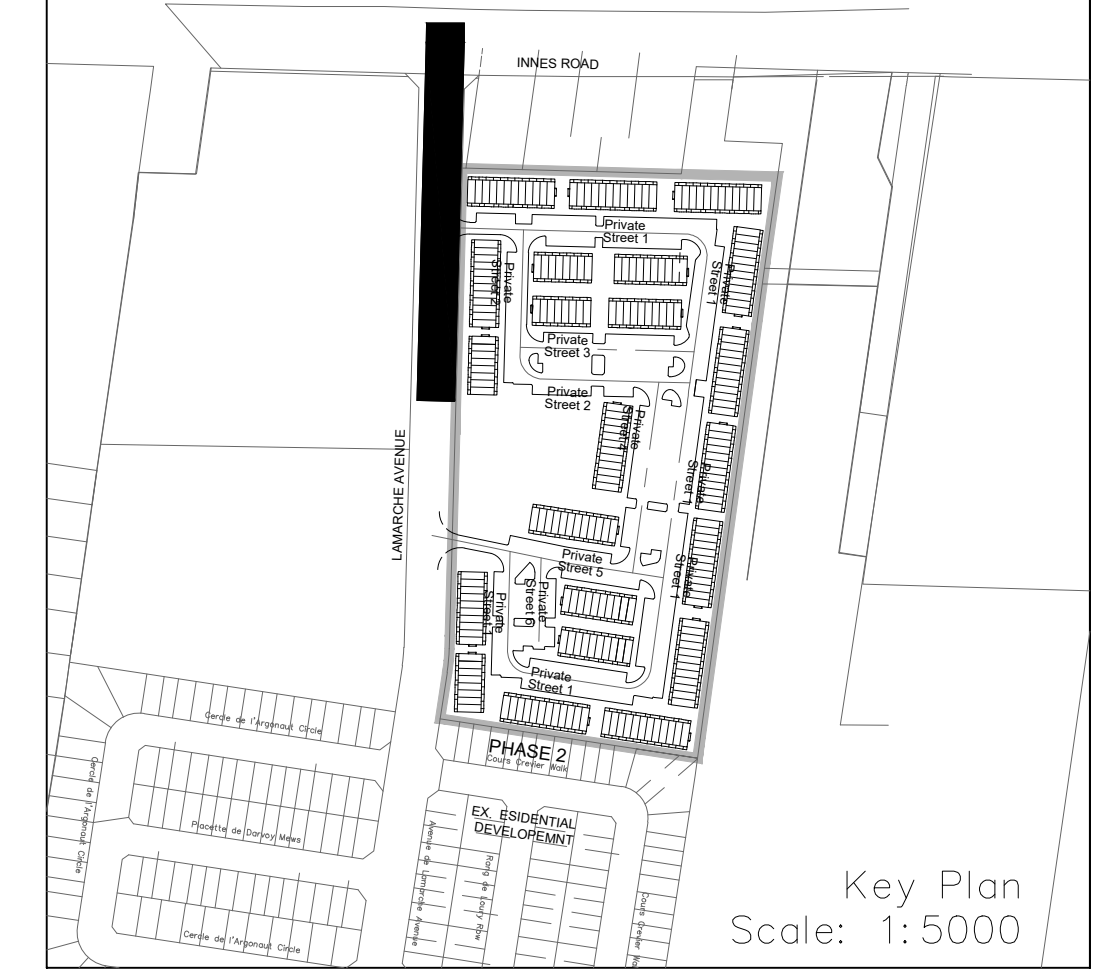 INNES ROAD
Private
Street 1
Private
Street 2
Private
Street 1
Private
Street 3
Private
Street 2
Private
Street 4
LAMARCHE AVENUE
Private
Street 1
Private
Street 5
Private
Street 1
Private
Street 6
Private
Street 1
Private
Street 1
Cercle de l'Argonaut Circle
PHASE 2
Cours Crevier Walk
Cercle de l'Argonaut Circle
Placette de Darvoy Mews
EX. ESIDENTIAL
DEVELOPEMNT
Avenue de Lamarche Avenue
Rang de Loury Row
Cours Crevier Wa
Cercle de l'Argonaut Circle
Key Plan
Scale: 1:5000